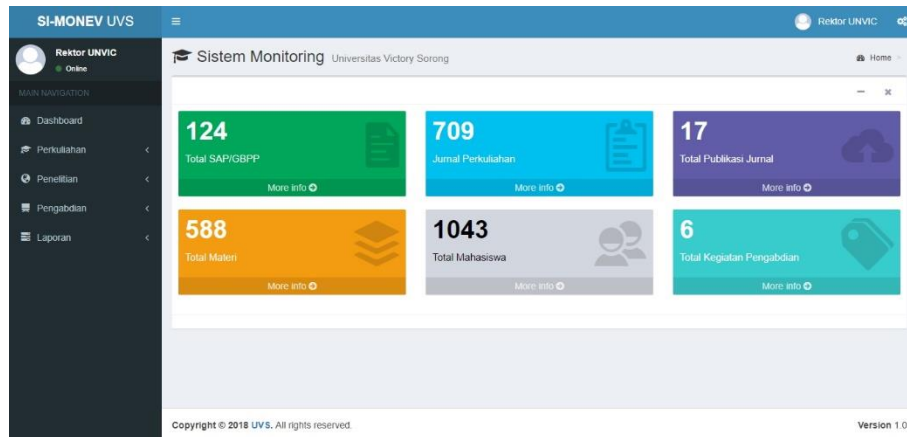 SI-MONEV UVS
Rektor UNVIC
Rektor UNVIC
Online
MAIN NAVIGATION
Dashboard
Perkuliahan
Penelitian
Pengabdian
Laporan
Sistem Monitoring Universitas Victory Sorong
Home
124
Total SAP/GBPP
More info
709
Jurnal Perkuliahan
More info
17
Total Publikasi Jurnal
More info
588
Total Materi
More info
1043
Total Mahasiswa
More info
6
Total Kegiatan Pengabdian
More info
Copyright © 2018 UVS. All rights reserved.
Version 1.0